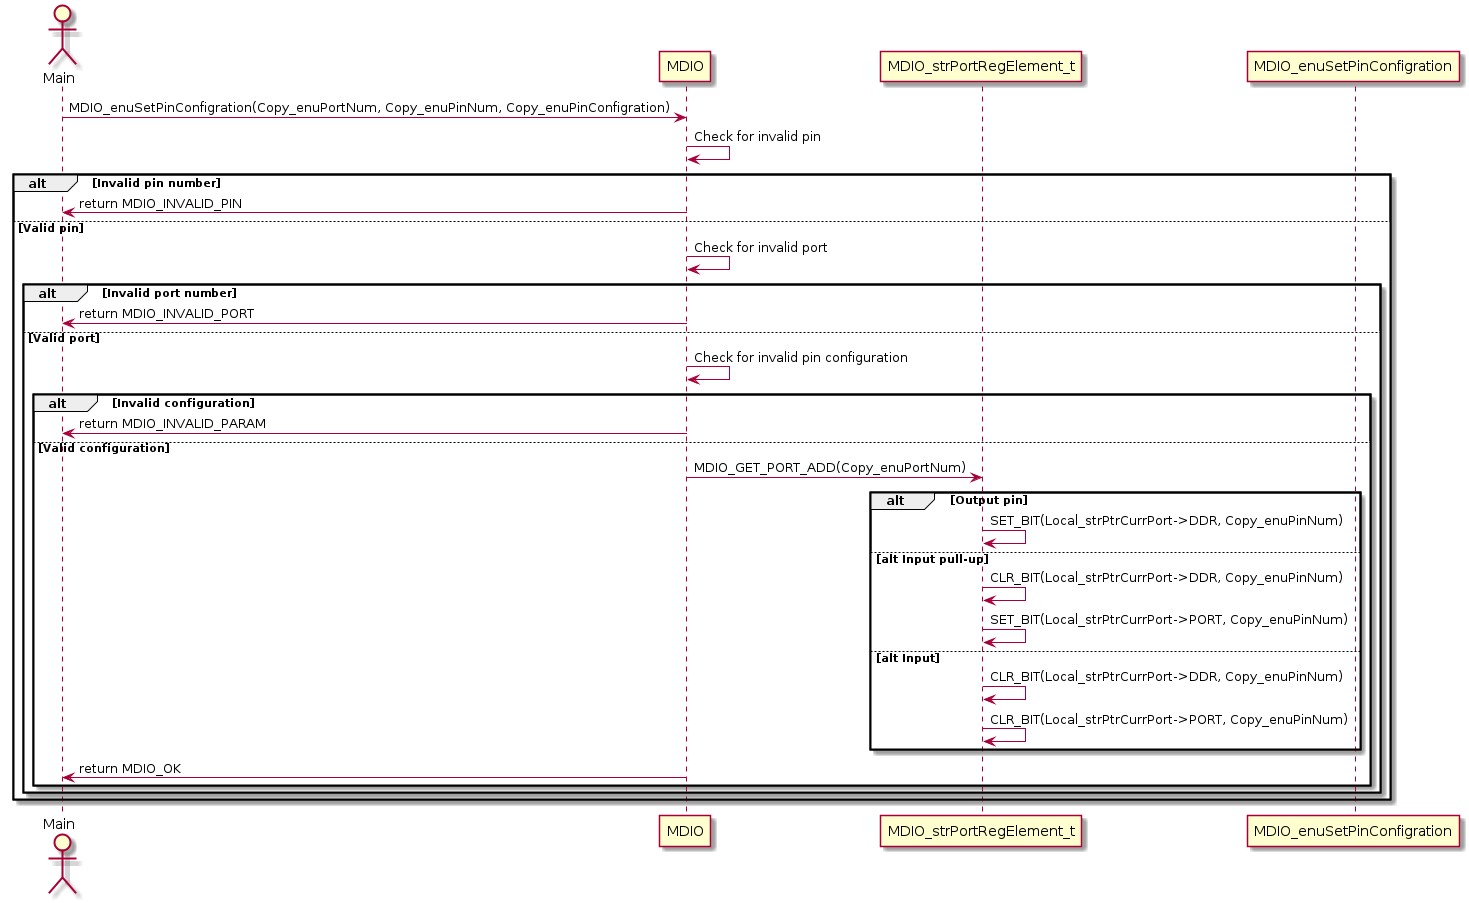 Main
MDIO
MDIO_strPortRegElement_t
MDIO_enuSetPinConfigration
MDIO_enuSetPinConfigration(Copy_enuPortNum, Copy_enuPinNum, Copy_enuPinConfigration)
Check for invalid pin
alt [Invalid pin number]
return MDIO_INVALID_PIN
[Valid pin]
Check for invalid port
alt [Invalid port number]
return MDIO_INVALID_PORT
[Valid port]
Check for invalid pin configuration
alt [Invalid configuration]
return MDIO_INVALID_PARAM
[Valid configuration]
MDIO_GET_PORT_ADD(Copy_enuPortNum)
alt [Output pin]
SET_BIT(Local_strPtrCurrPort->DDR, Copy_enuPinNum)
[alt Input pull-up]
CLR_BIT(Local_strPtrCurrPort->DDR, Copy_enuPinNum)
SET_BIT(Local_strPtrCurrPort->PORT, Copy_enuPinNum)
[alt Input]
CLR_BIT(Local_strPtrCurrPort->DDR, Copy_enuPinNum)
CLR_BIT(Local_strPtrCurrPort->PORT, Copy_enuPinNum)
return MDIO_OK
Main
MDIO
MDIO_strPortRegElement_t
MDIO_enuSetPinConfigration